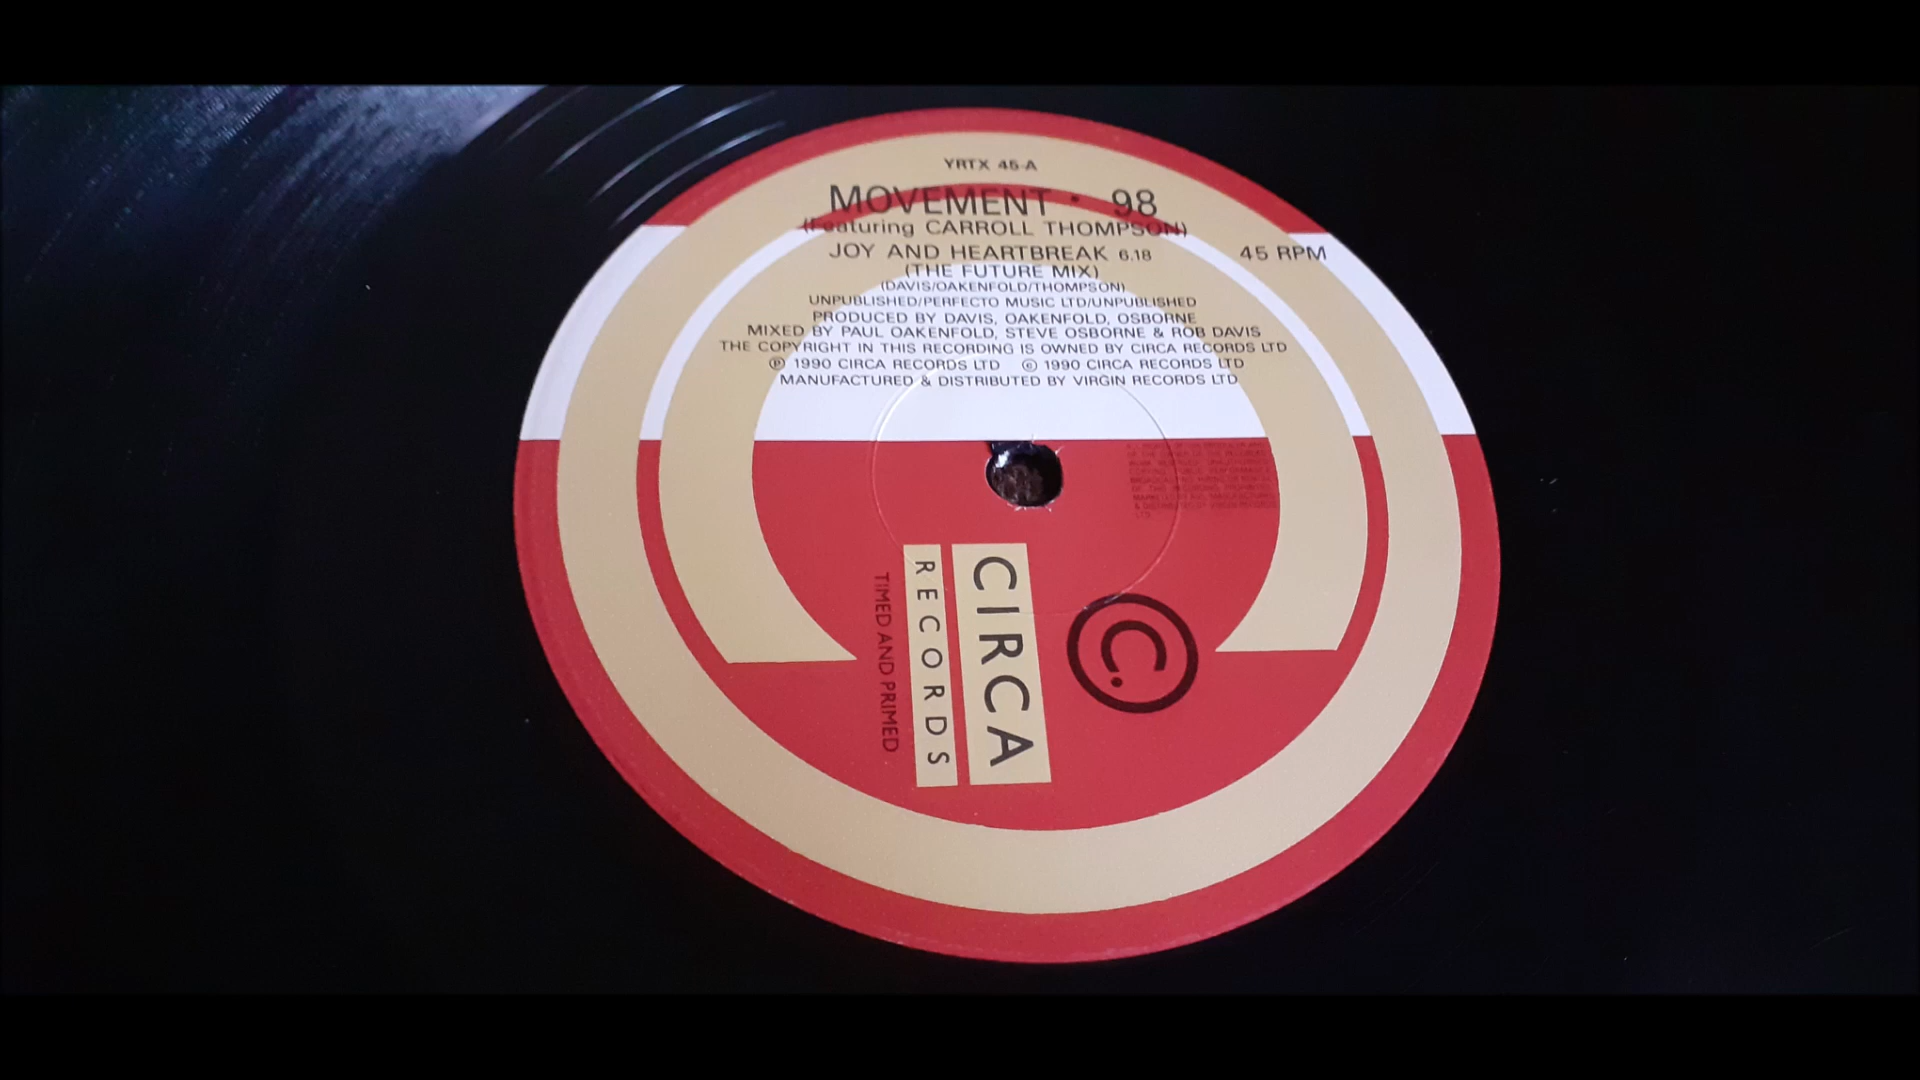 YRTX 45-A
MOVEMENT • 98
(Featuring CARROLL THOMPSON)
JOY AND HEARTBREAK 6.18
45 RPM
(THE FUTURE MIX)
(DAVIS/OAKENFOLD/THOMPSON)
UNPUBLISHED/PERFECTO MUSIC LTD/UNPUBLISHED
PRODUCED BY DAVIS, OAKENFOLD, OSBORNE
MIXED BY PAUL OAKENFOLD, STEVE OSBORNE & ROB DAVIS
THE COPYRIGHT IN THIS RECORDING IS OWNED BY CIRCA RECORDS LTD
℗ 1990 CIRCA RECORDS LTD © 1990 CIRCA RECORDS LTD
MANUFACTURED & DISTRIBUTED BY VIRGIN RECORDS LTD
C.
CIRCA
RECORDS
TIMED AND PRIMED